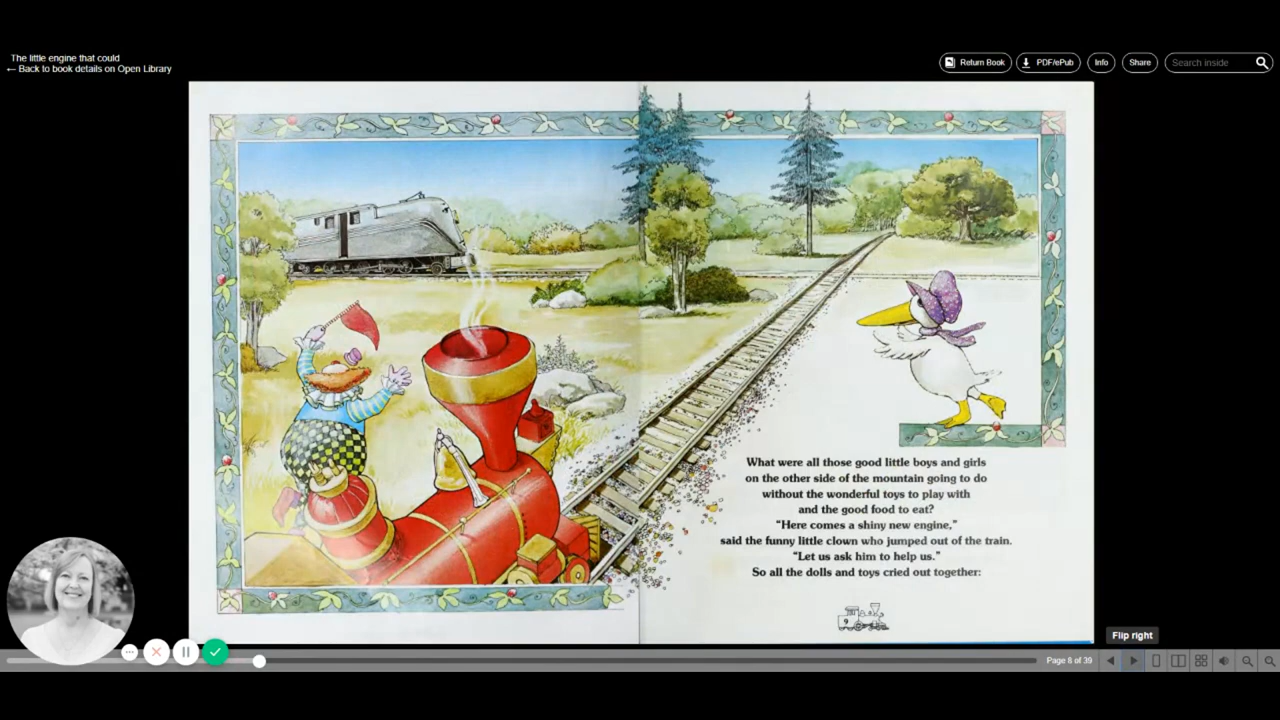 The little engine that could
← Back to book details on Open Library
Return Book
PDF/ePub
Info
Share
Search inside
What were all those good little boys and girls
on the other side of the mountain going to do
without the wonderful toys to play with
and the good food to eat?
“Here comes a shiny new engine,”
said the funny little clown who jumped out of the train.
“Let us ask him to help us.”
So all the dolls and toys cried out together:
9
Flip right
Page 8 of 39